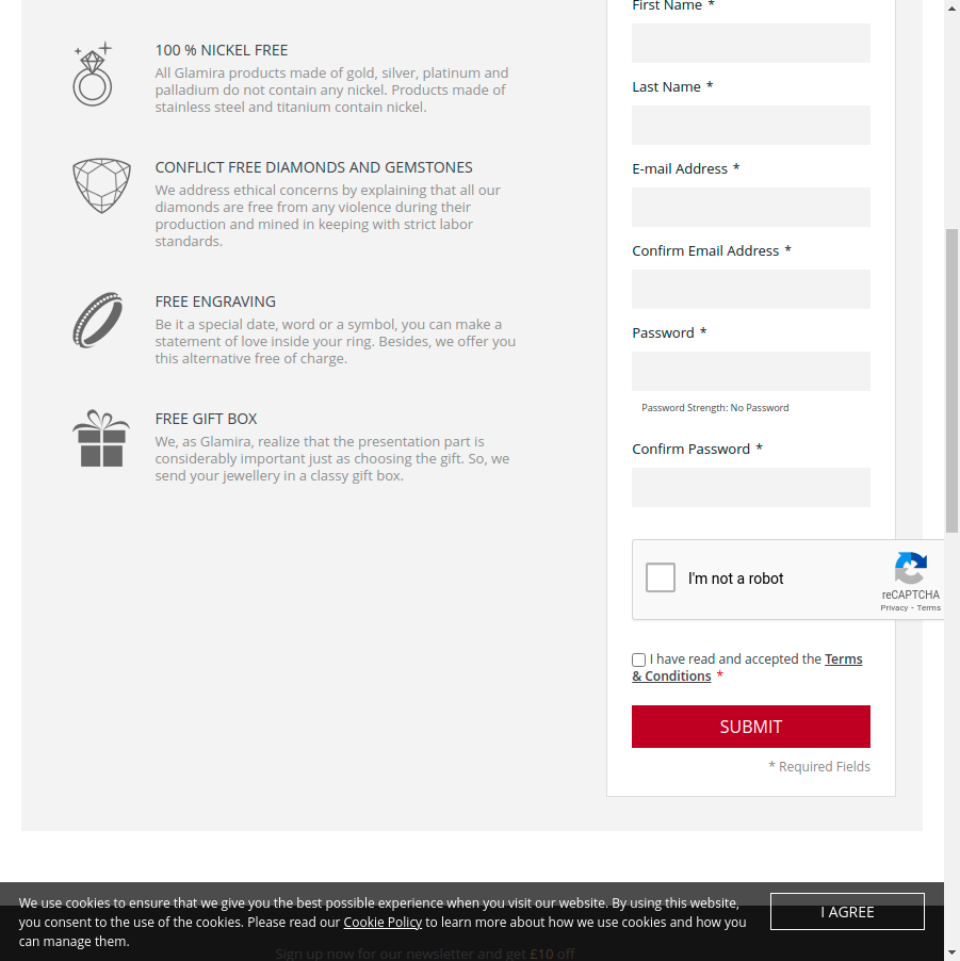 100 % NICKEL FREE
All Glamira products made of gold, silver, platinum and
palladium do not contain any nickel. Products made of
stainless steel and titanium contain nickel.
CONFLICT FREE DIAMONDS AND GEMSTONES
We address ethical concerns by explaining that all our
diamonds are free from any violence during their
production and mined in keeping with strict labor
standards.
FREE ENGRAVING
Be it a special date, word or a symbol, you can make a
statement of love inside your ring. Besides, we offer you
this alternative free of charge.
FREE GIFT BOX
We, as Glamira, realize that the presentation part is
considerably important just as choosing the gift. So, we
send your jewellery in a classy gift box.
First Name *
Last Name *
E-mail Address *
Confirm Email Address *
Password *
Password Strength: No Password
Confirm Password *
I'm not a robot
reCAPTCHA
Privacy - Terms
I have read and accepted the Terms
& Conditions *
SUBMIT
* Required Fields
We use cookies to ensure that we give you the best possible experience when you visit our website. By using this website,
you consent to the use of the cookies. Please read our Cookie Policy to learn more about how we use cookies and how you
can manage them.
I AGREE
Sign up now for our newsletter and get £10 off